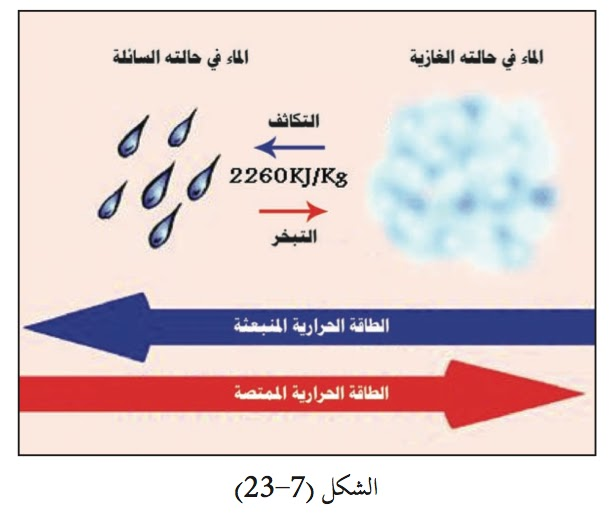 الماء في حالته الغازية
الماء في حالته السائلة
التكاثف
2260KJ/Kg
التبخر
الطاقة الحرارية المنبعثة
الطاقة الحرارية الممتصة
الشكل (7–23)